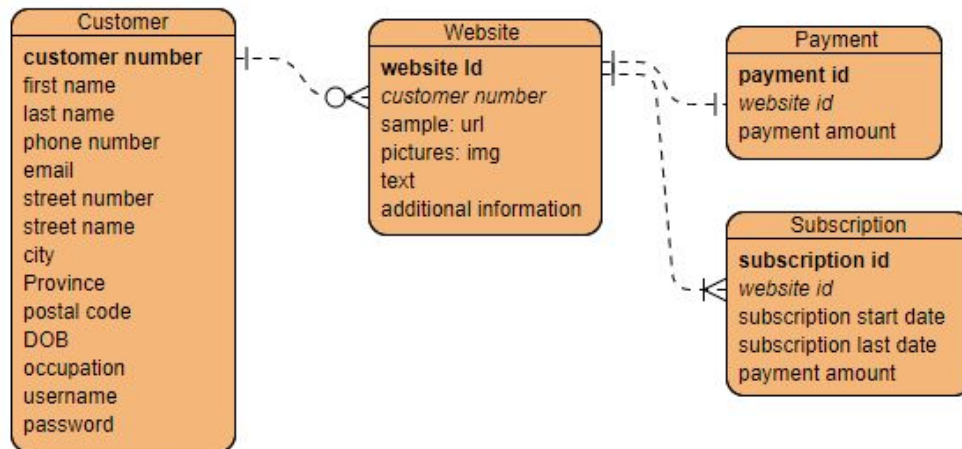 Customer
customer number
first name
last name
phone number
email
street number
street name
city
Province
postal code
DOB
occupation
username
password
Website
website Id
customer number
sample: url
pictures: img
text
additional information
Payment
payment id
website id
payment amount
Subscription
subscription id
website id
subscription start date
subscription last date
payment amount